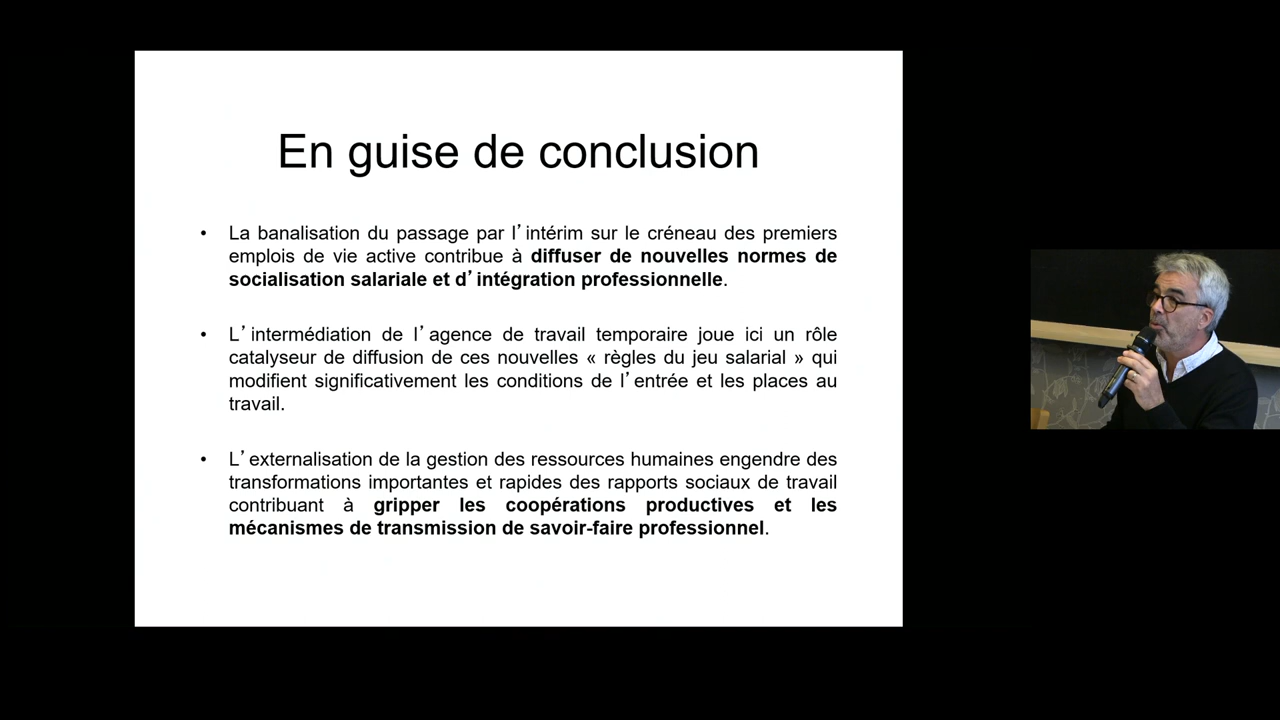 En guise de conclusion
• La banalisation du passage par l’intérim sur le créneau des premiers
emplois de vie active contribue à diffuser de nouvelles normes de
socialisation salariale et d’intégration professionnelle.
• L’intermédiation de l’agence de travail temporaire joue ici un rôle
catalyseur de diffusion de ces nouvelles « règles du jeu salarial » qui
modifient significativement les conditions de l’entrée et les places au
travail.
• L’externalisation de la gestion des ressources humaines engendre des
transformations importantes et rapides des rapports sociaux de travail
contribuant à gripper les coopérations productives et les
mécanismes de transmission de savoir-faire professionnel.